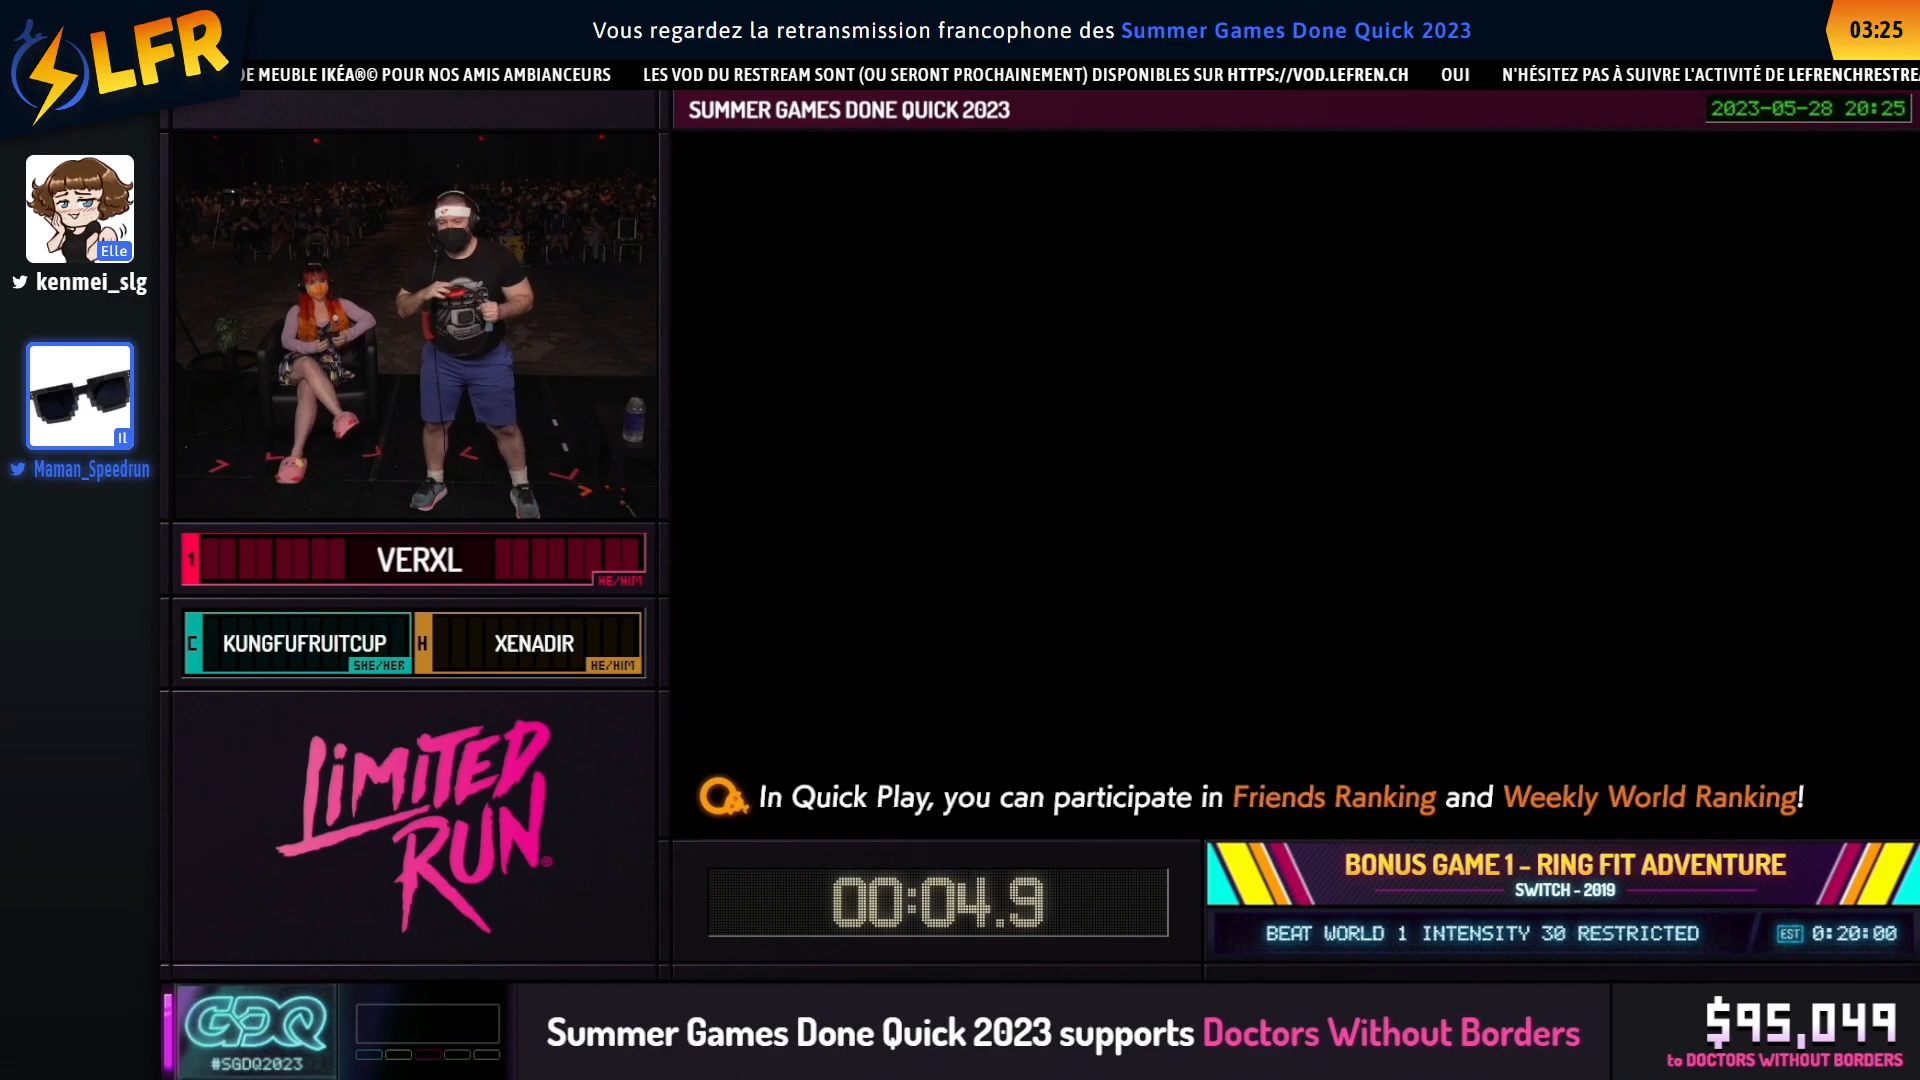 LFR
Vous regardez la retransmission francophone des Summer Games Done Quick 2023
03:25
DE MEUBLE IKÉA®© POUR NOS AMIS AMBIANCEURS LES VOD DU RESTREAM SONT (OU SERONT PROCHAINEMENT) DISPONIBLES SUR HTTPS://VOD.LEFREN.CH OUI N'HÉSITEZ PAS À SUIVRE L'ACTIVITÉ DE LEFRENCHRESTREA
SUMMER GAMES DONE QUICK 2023
2023-05-28 20:25
Elle
kenmei_slg
Il
Maman_Speedrun
1 VERXL
HE/HIM
C KUNGFUFRUITCUP
SHE/HER
H XENADIR
HE/HIM
LIMITED
RUN®
In Quick Play, you can participate in Friends Ranking and Weekly World Ranking!
00:04.9
BONUS GAME 1 - RING FIT ADVENTURE
SWITCH - 2019
BEAT WORLD 1 INTENSITY 30 RESTRICTED
EST 0:20:00
GDQ
#SGDQ2023
Summer Games Done Quick 2023 supports Doctors Without Borders
$95,049
to DOCTORS WITHOUT BORDERS